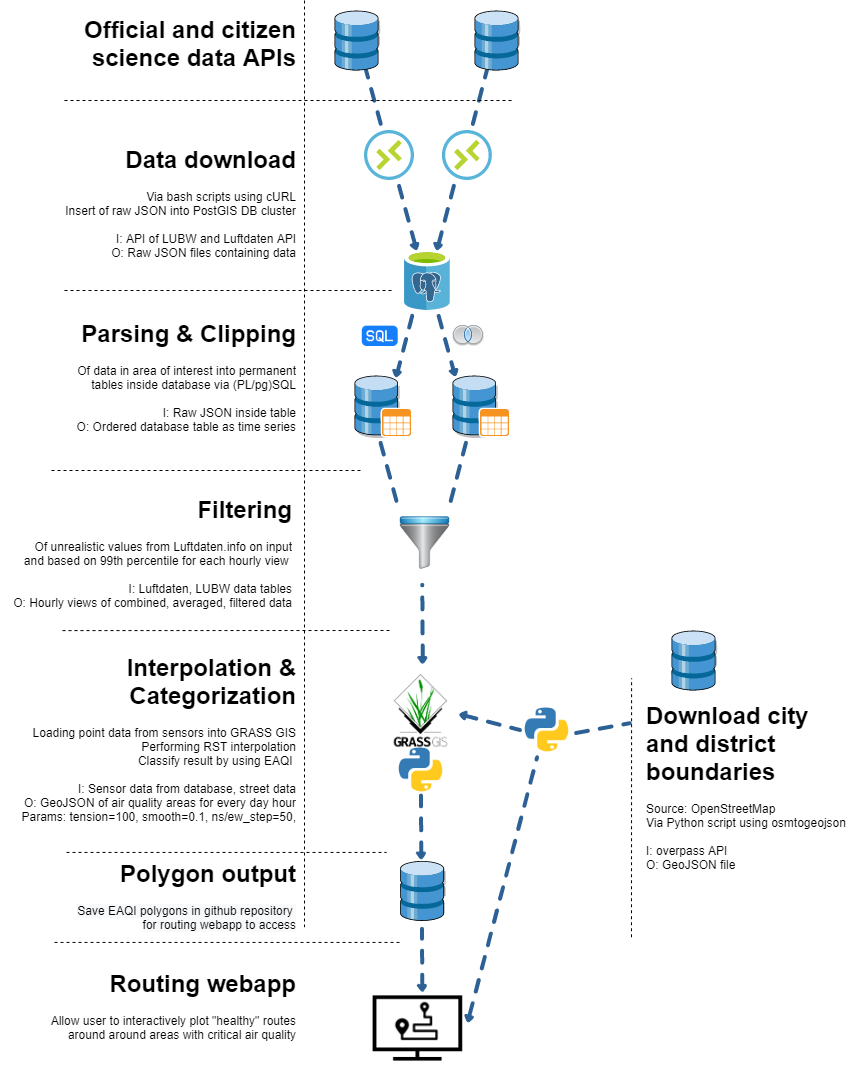 Official and citizen
science data APIs
Data download
Via bash scripts using cURL
Insert of raw JSON into PostGIS DB cluster
I: API of LUBW and Luftdaten API
O: Raw JSON files containing data
Parsing & Clipping
SQL
Of data in area of interest into permanent
tables inside database via (PL/pg)SQL
I: Raw JSON inside table
O: Ordered database table as time series
Filtering
Of unrealistic values from Luftdaten.info on input
and based on 99th percentile for each hourly view
I: Luftdaten, LUBW data tables
O: Hourly views of combined, averaged, filtered data
Interpolation &
Categorization
Loading point data from sensors into GRASS GIS
Performing RST interpolation
Classify result by using EAQI
I: Sensor data from database, street data
O: GeoJSON of air quality areas for every day hour
Params: tension=100, smooth=0.1, ns/ew_step=50,
GRASSGIS
Download city
and district
boundaries
Source: OpenStreetMap
Via Python script using osmtogeojson
I: overpass API
O: GeoJSON file
Polygon output
Save EAQI polygons in github repository
for routing webapp to access
Routing webapp
Allow user to interactively plot "healthy" routes
around around areas with critical air quality